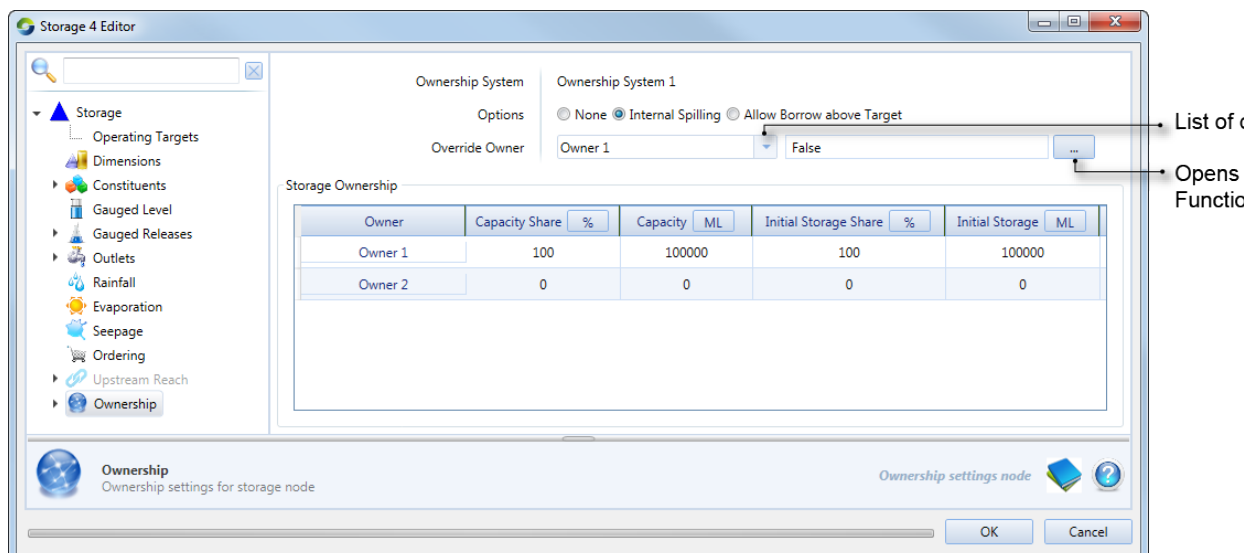 Storage 4 Editor
Storage
Operating Targets
Dimensions
Constituents
Gauged Level
Gauged Releases
Outlets
Rainfall
Evaporation
Seepage
Ordering
Upstream Reach
Ownership
Ownership System Ownership System 1
Options None Internal Spilling Allow Borrow above Target
Override Owner Owner 1 False ...
List of
Opens
Storage Ownership
Owner Capacity Share % Capacity ML Initial Storage Share % Initial Storage ML
Owner 1 100 100000 100 100000
Owner 2 0 0 0 0
Ownership
Ownership settings for storage node
Ownership settings node
OK Cancel